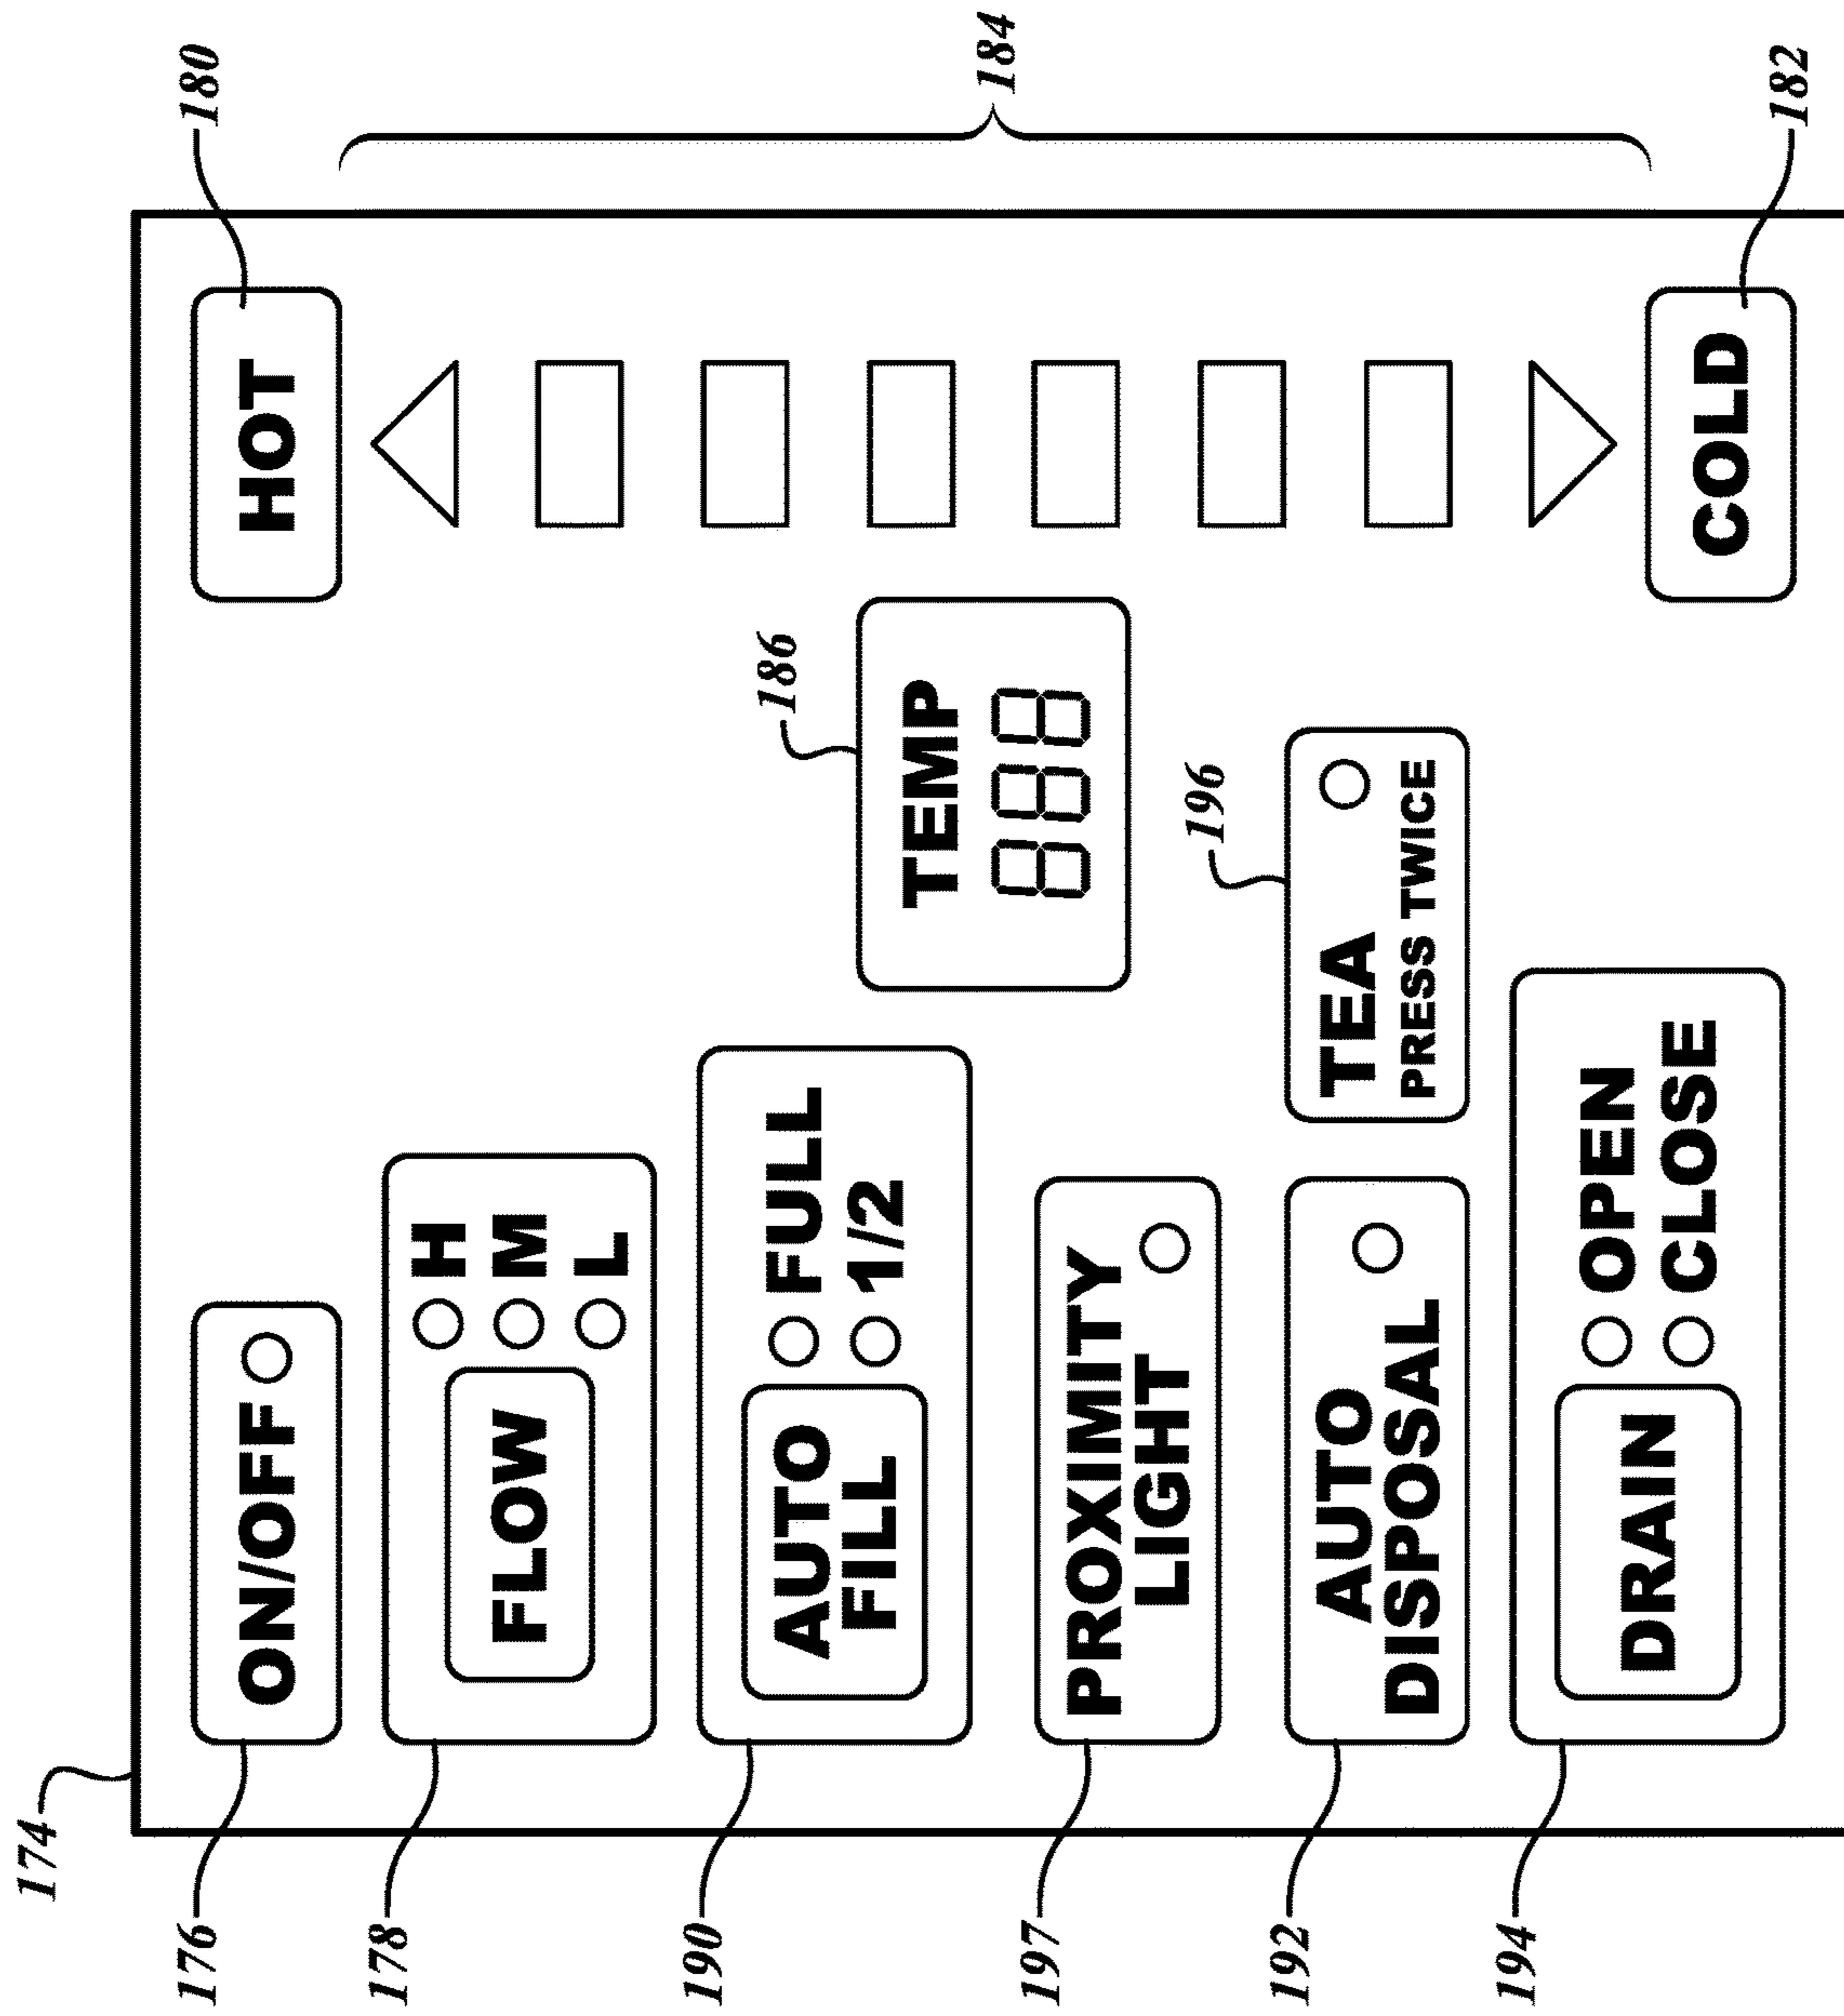 174
176
ON/OFF
HOT
180
178
FLOW
H
M
L
190
AUTO
FILL
FULL
1/2
186
TEMP
888
184
197
PROXIMITY
LIGHT
192
AUTO
DISPOSAL
196
TEA
PRESS TWICE
194
DRAIN
OPEN
CLOSE
COLD
182